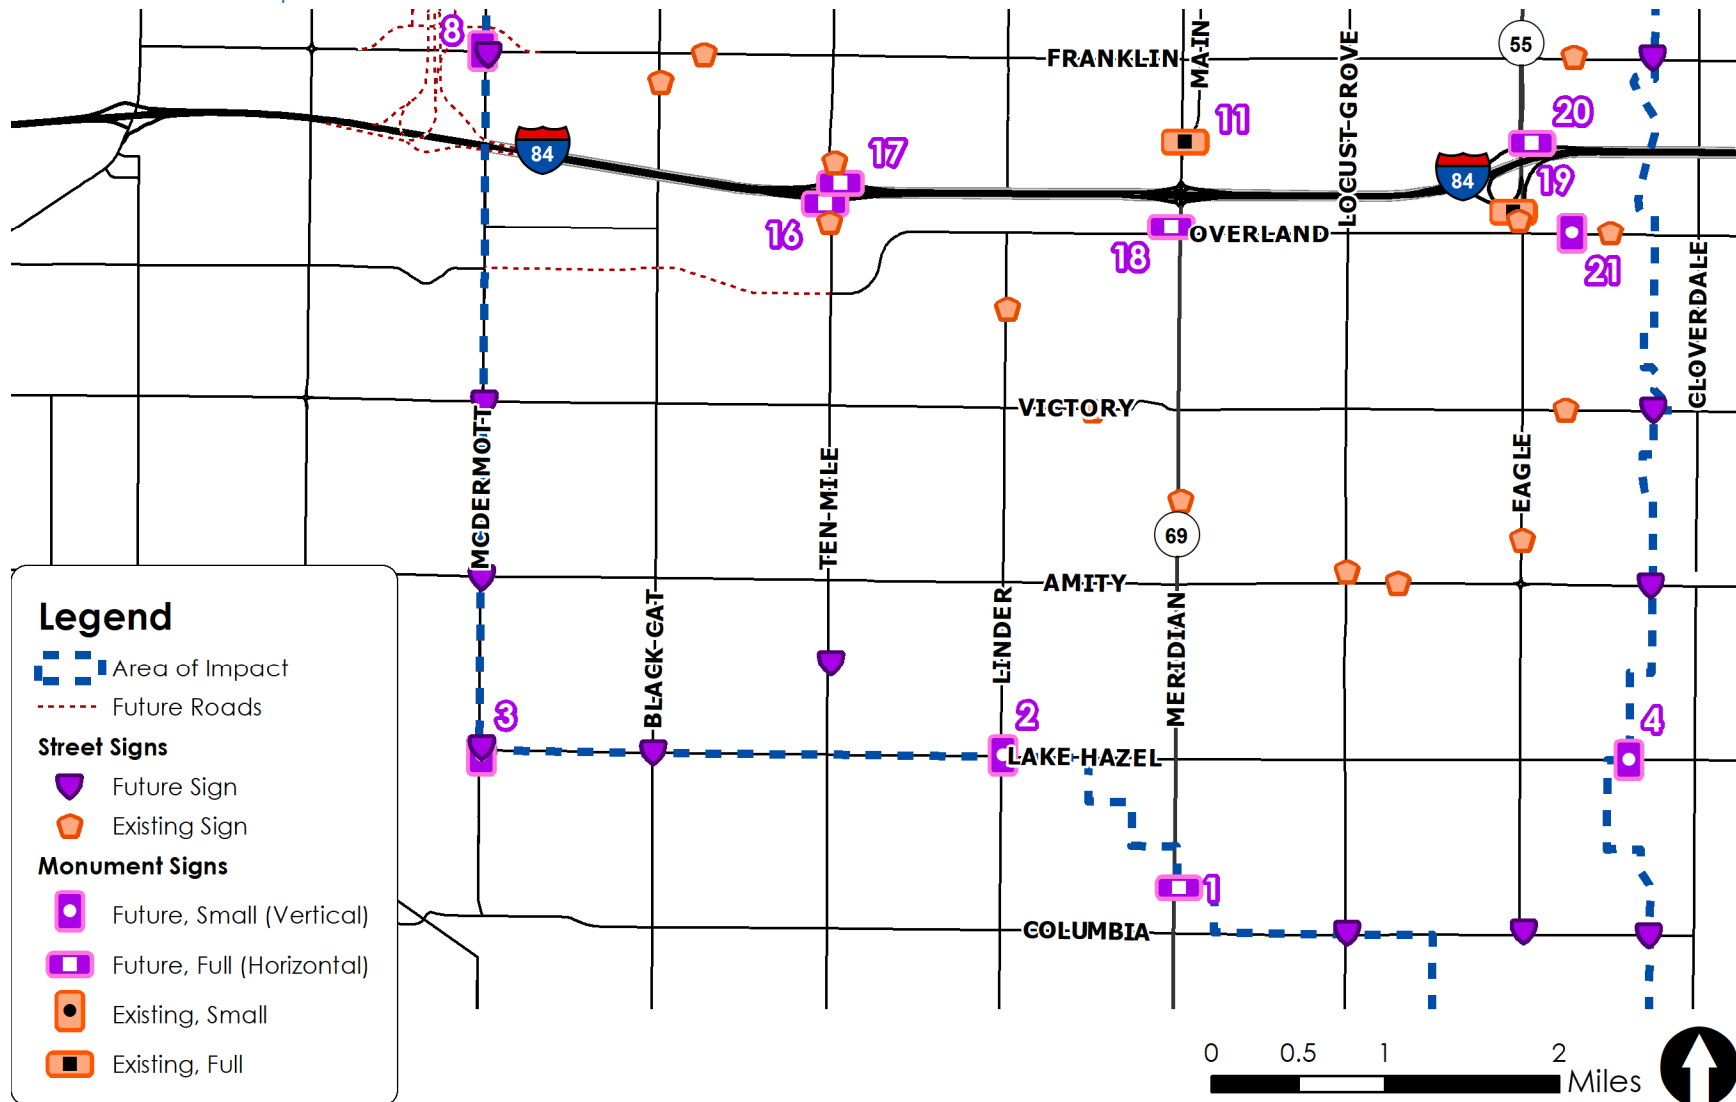 8
FRANKLIN
MAIN
LOCUST-GROVE
55
20
11
84
17
84
19
16
18
OVERLAND
21
CLOVERDALE
VICTORY
MCDERMOTT
TEN-MILE
EAGLE
69
AMITY
BLACK-CAT
LINDER
MERIDIAN
3
2
4
LAKE-HAZEL
1
COLUMBIA
Legend
Area of Impact
Future Roads
Street Signs
Future Sign
Existing Sign
Monument Signs
Future, Small (Vertical)
Future, Full (Horizontal)
Existing, Small
Existing, Full
0 0.5 1 2
Miles